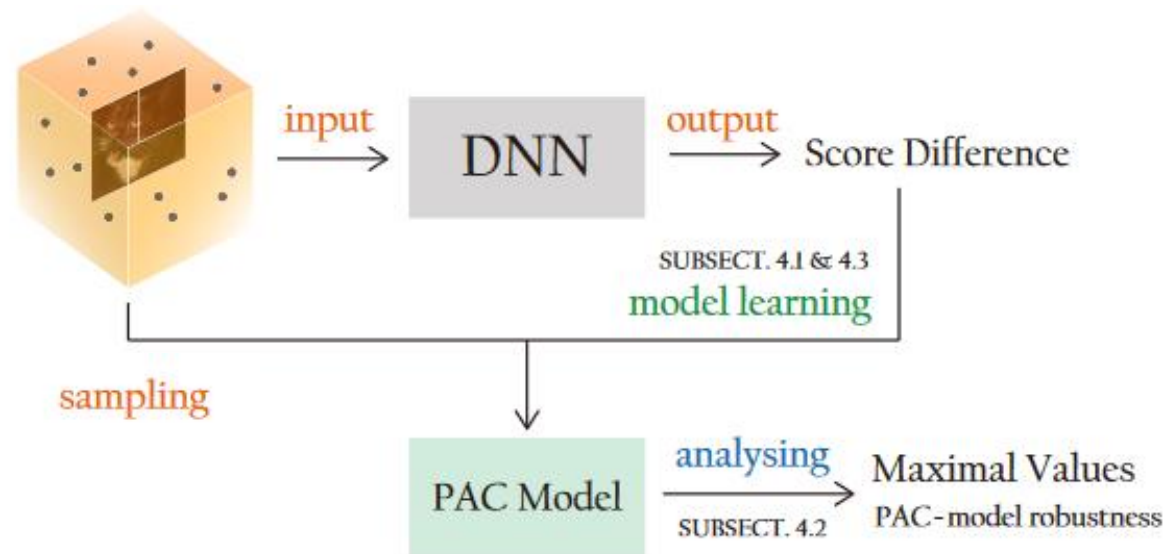 input
DNN
output
Score Difference
SUBSECT. 4.1 & 4.3
model learning
sampling
PAC Model
analysing
SUBSECT. 4.2
Maximal Values
PAC-model robustness